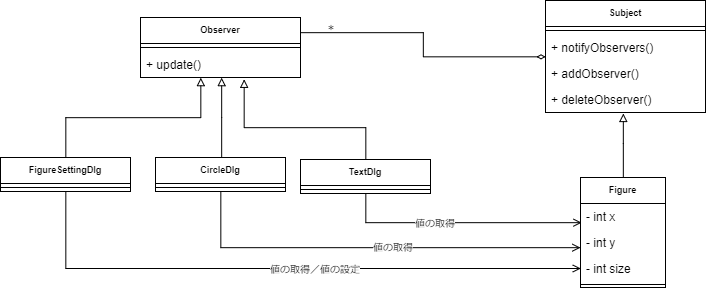 Observer
+ update()
*
Subject
+ notifyObservers()
+ addObserver()
+ deleteObserver()
FigureSettingDlg
CircleDlg
TextDlg
Figure
- int x
- int y
- int size
値の取得
値の取得
値の取得／値の設定